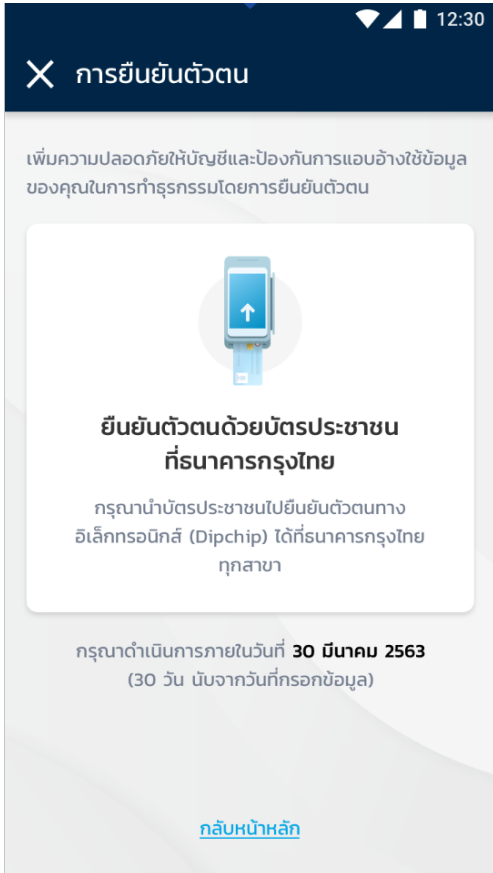 12:30
การยืนยันตัวตน
เพิ่มความปลอดภัยให้บัญชีและป้องกันการแอบอ้างใช้ข้อมูล
ของคุณในการทำธุรกรรมโดยการยืนยันตัวตน
ยืนยันตัวตนด้วยบัตรประชาชน
ที่ธนาคารกรุงไทย
กรุณานำบัตรประชาชนไปยืนยันตัวตนทาง
อิเล็กทรอนิกส์ (Dipchip) ได้ที่ธนาคารกรุงไทย
ทุกสาขา
กรุณาดำเนินการภายในวันที่ 30 มีนาคม 2563
(30 วัน นับจากวันที่กรอกข้อมูล)
กลับหน้าหลัก